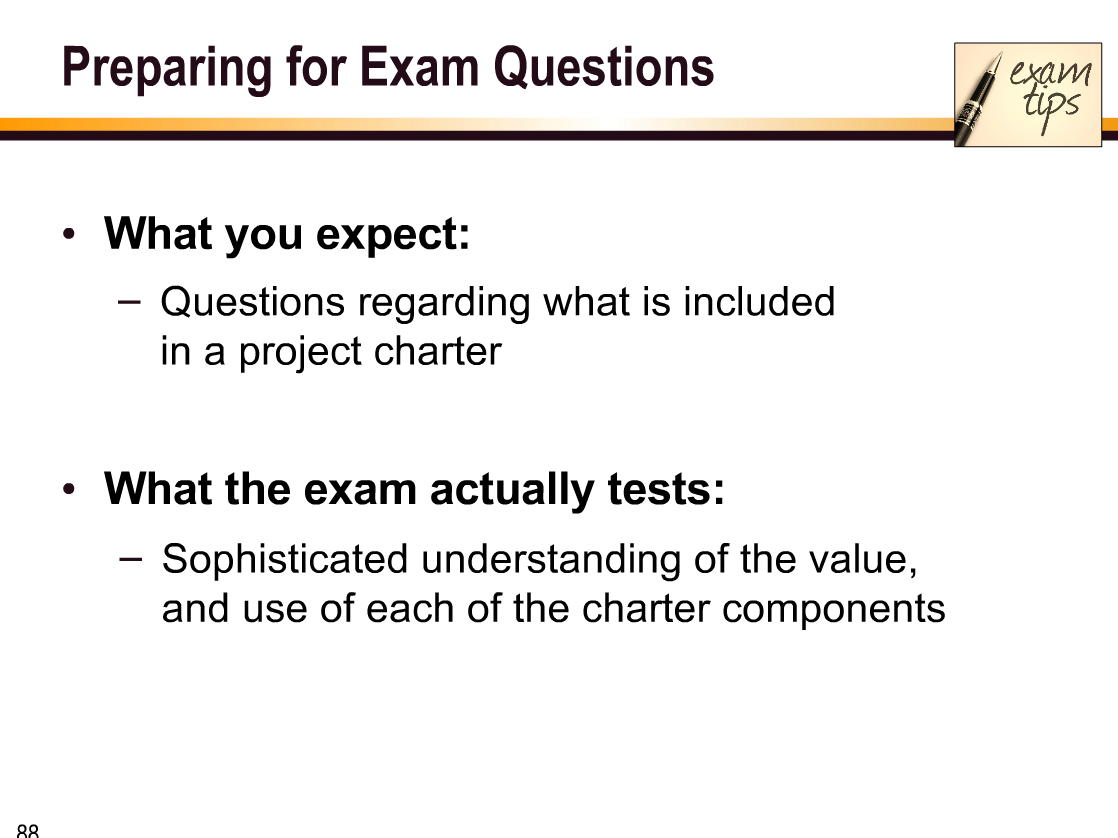 Preparing for Exam Questions
exam
tips
• What you expect:
– Questions regarding what is included
in a project charter
• What the exam actually tests:
– Sophisticated understanding of the value,
and use of each of the charter components
88